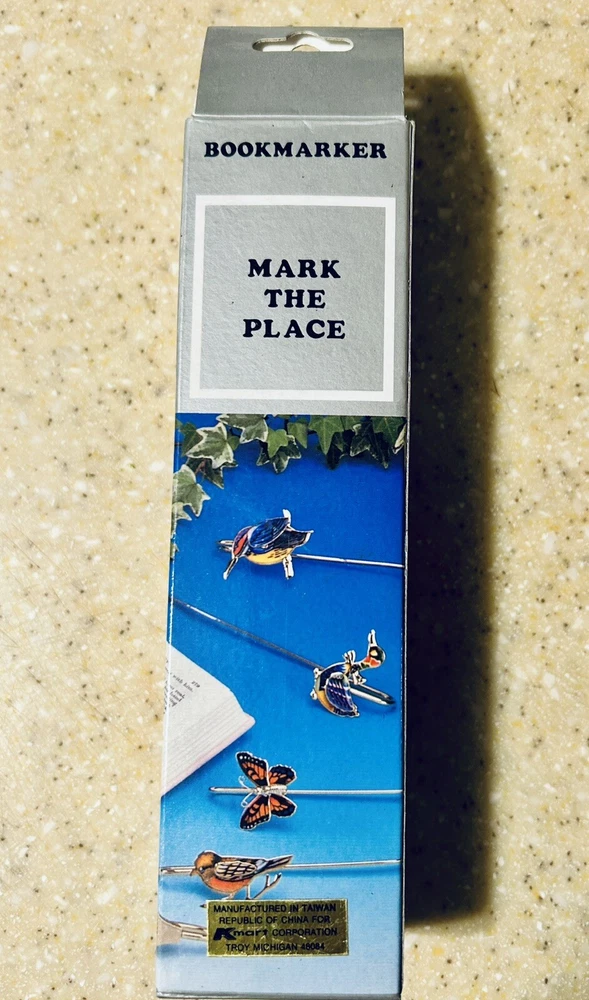 BOOKMARKER
MARK
THE
PLACE
MANUFACTURED IN TAIWAN
REPUBLIC OF CHINA FOR
Kmart CORPORATION
TROY MICHIGAN 48084